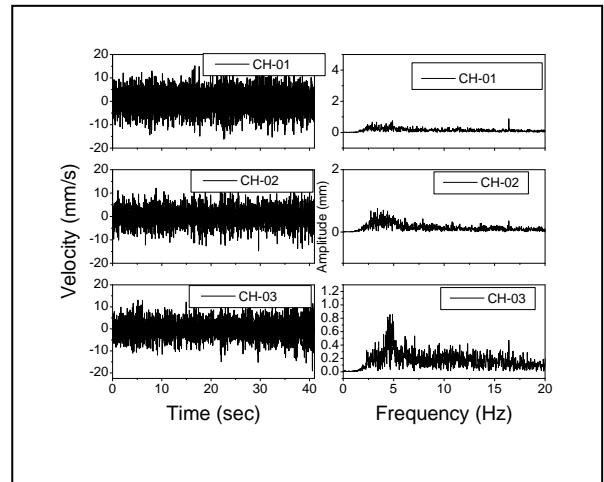 20
10
0
-10
-20
CH-01
4
2
0
CH-01
20
10
0
-10
-20
CH-02
2
0
CH-02
Velocity (mm/s)
Amplitude (mm)
10
0
-10
-20
CH-03
1.2
1.0
0.8
0.6
0.4
0.2
0.0
CH-03
0 10 20 30 40
0 5 10 15 20
Time (sec)
Frequency (Hz)